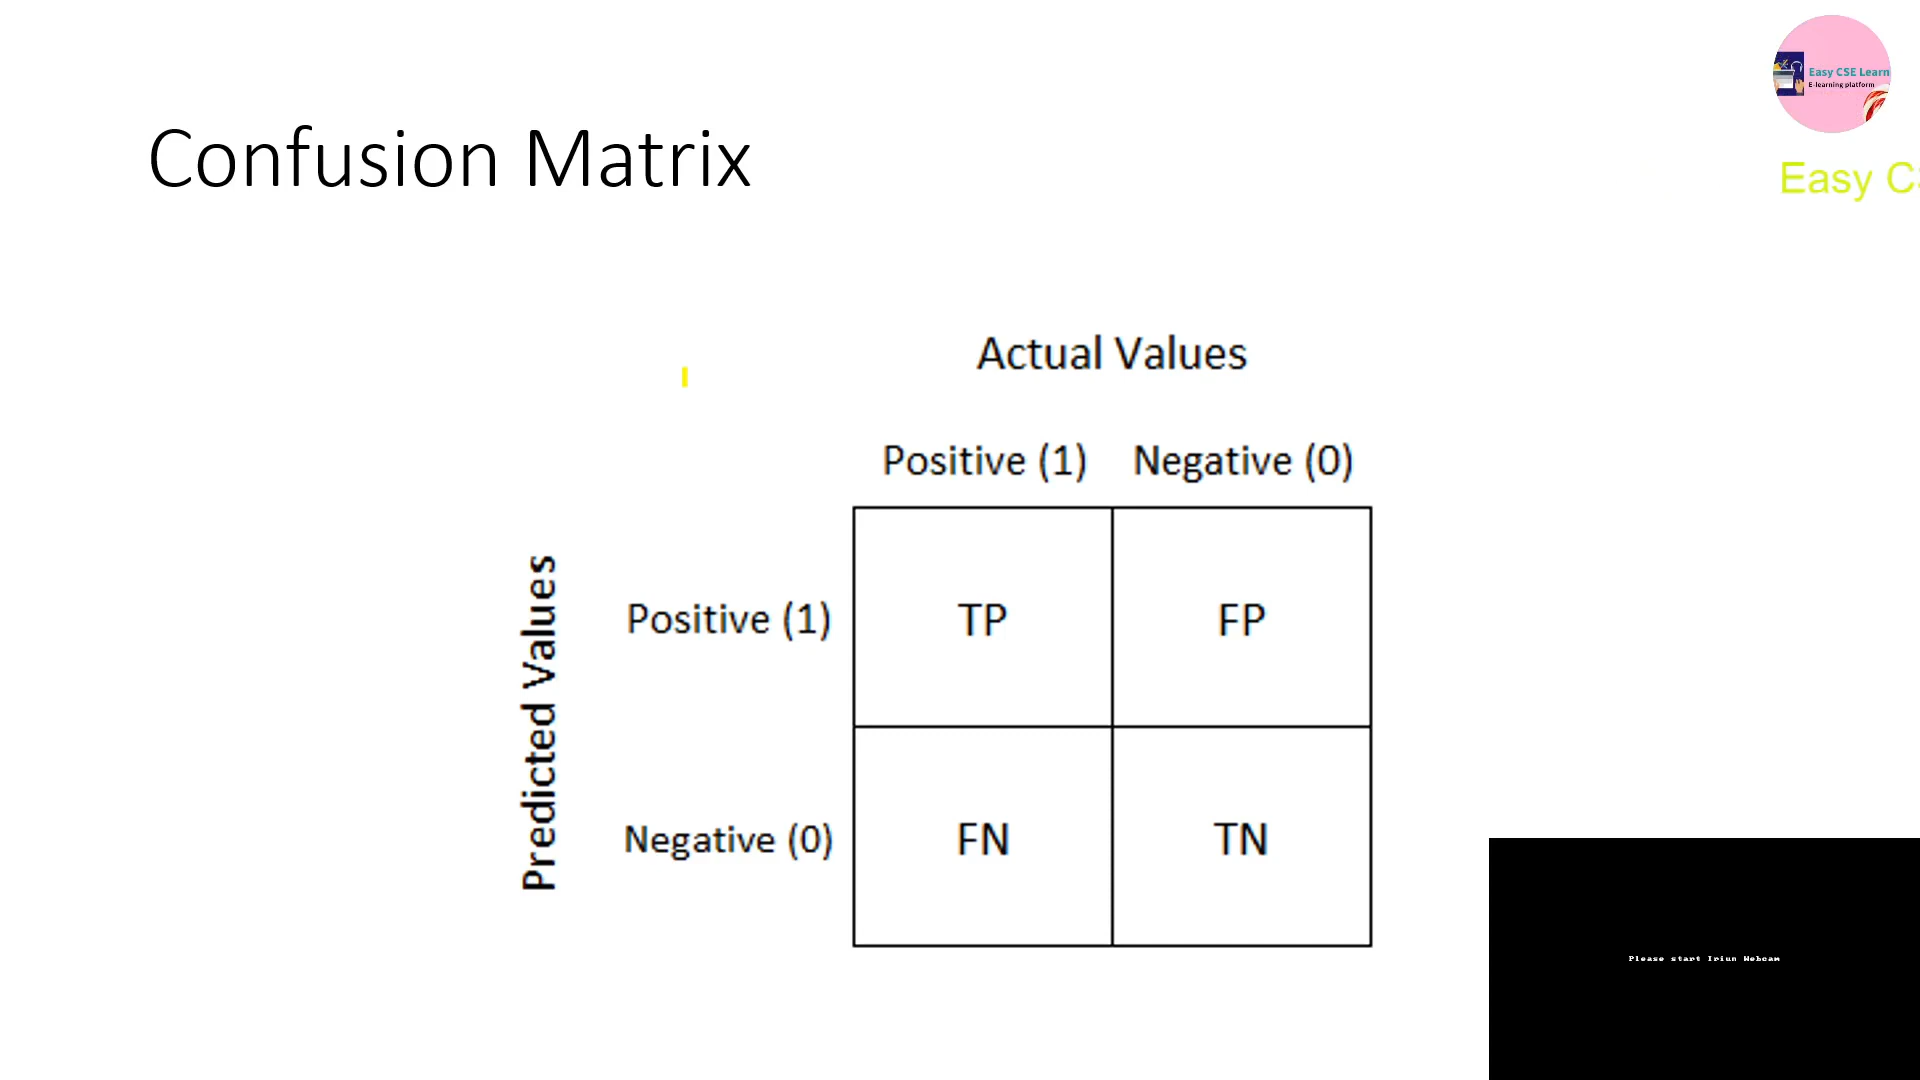 Easy CSE Learn
E-learning platform
Confusion Matrix
Easy C
Actual Values
Positive (1) Negative (0)
Predicted Values
Positive (1) TP FP
Negative (0) FN TN
Please start Iriun Webcam